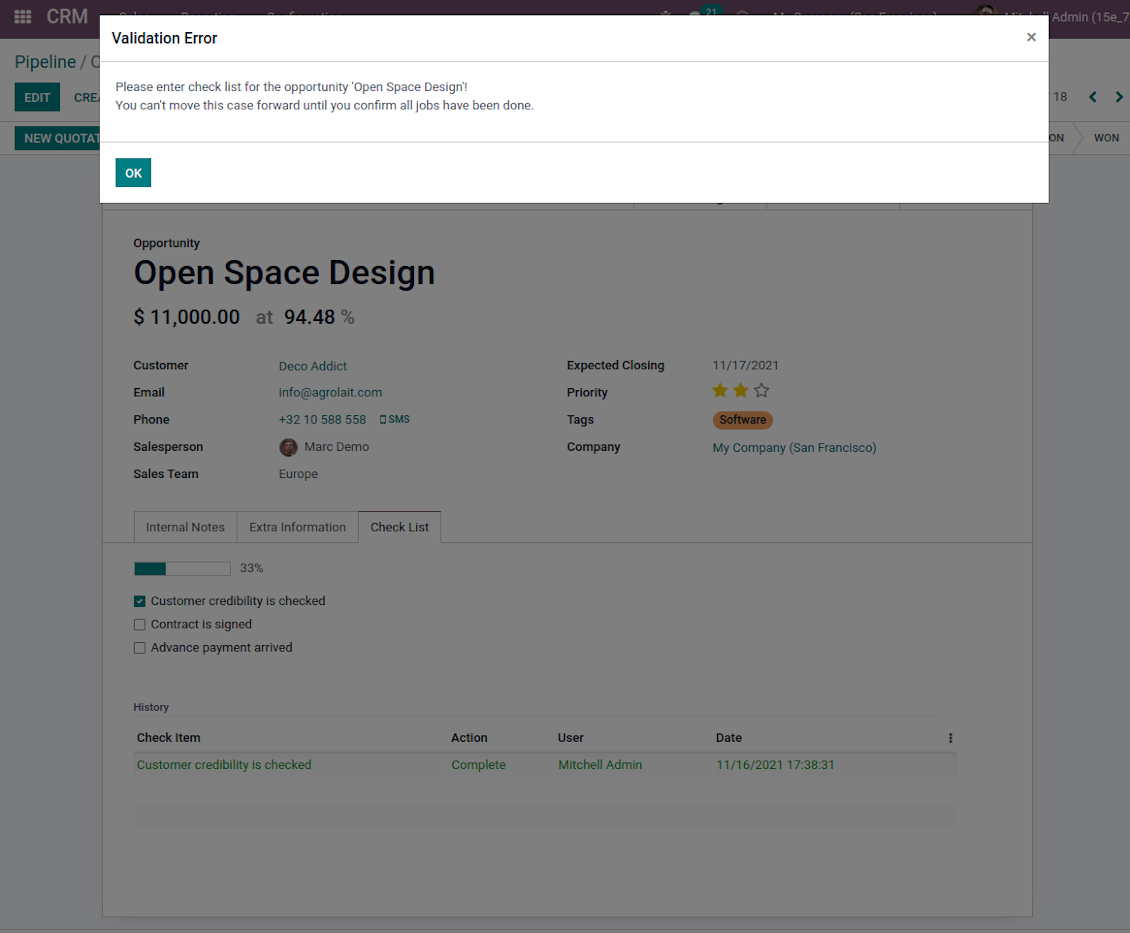 CRM
21
Admin (15e_7
Validation Error
×
Please enter check list for the opportunity 'Open Space Design'!
You can't move this case forward until you confirm all jobs have been done.
OK
Pipeline /
EDIT
18
NEW
WON
Opportunity
Open Space Design
$ 11,000.00 at 94.48 %
Customer Deco Addict
Email info@agrolait.com
Phone +32 10 588 558 SMS
Salesperson Marc Demo
Sales Team Europe
Expected Closing 11/17/2021
Priority
Tags Software
Company My Company (San Francisco)
Internal Notes Extra Information Check List
33%
Customer credibility is checked
Contract is signed
Advance payment arrived
History
Check Item Action User Date
Customer credibility is checked Complete Mitchell Admin 11/16/2021 17:38:31